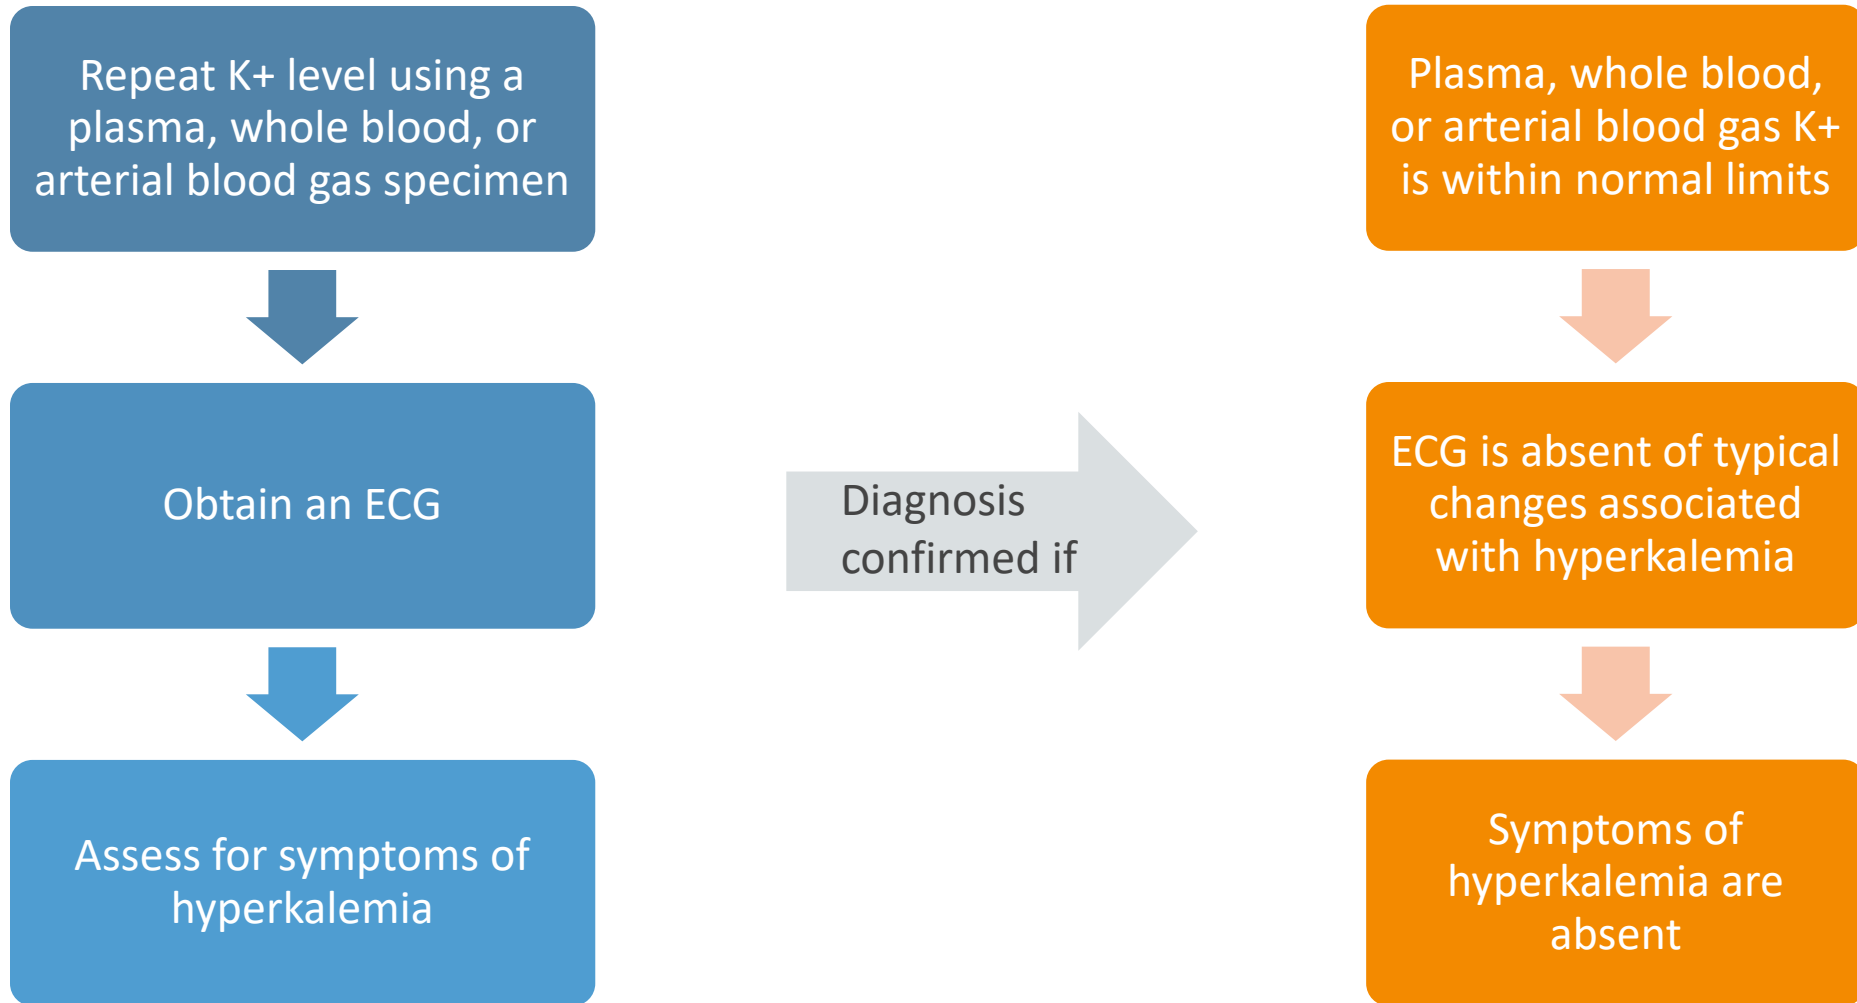 Repeat K+ level using a
plasma, whole blood, or
arterial blood gas specimen
Obtain an ECG
Assess for symptoms of
hyperkalemia
Diagnosis
confirmed if
Plasma, whole blood,
or arterial blood gas K+
is within normal limits
ECG is absent of typical
changes associated
with hyperkalemia
Symptoms of
hyperkalemia are
absent